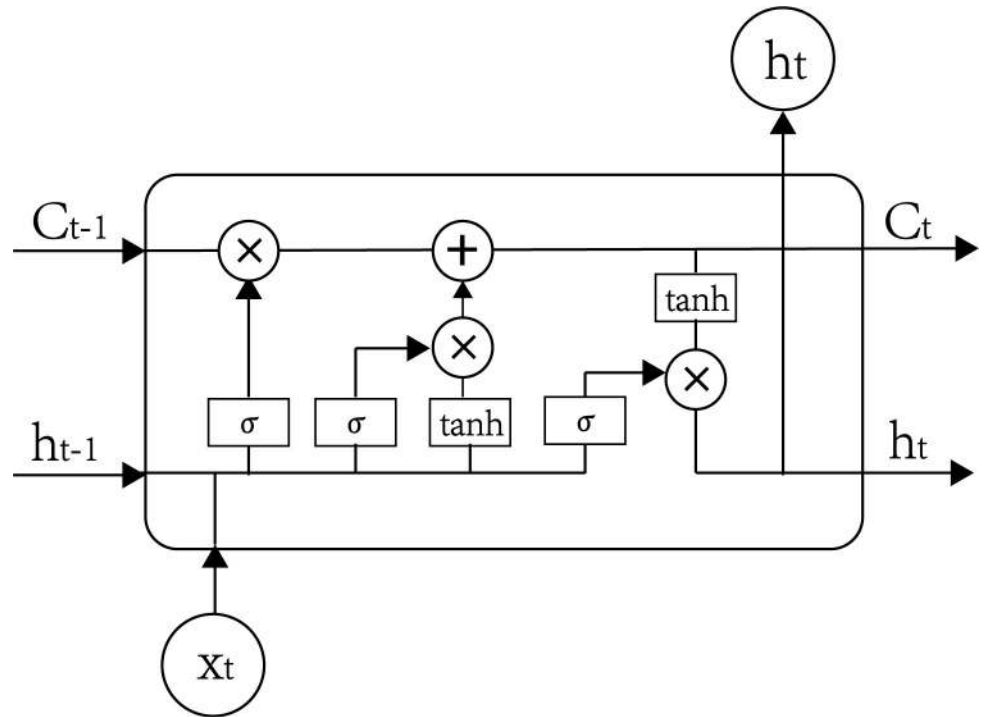 ht
Ct-1
×
+
Ct
tanh
×
×
σ
σ
tanh
σ
ht-1
ht
xt